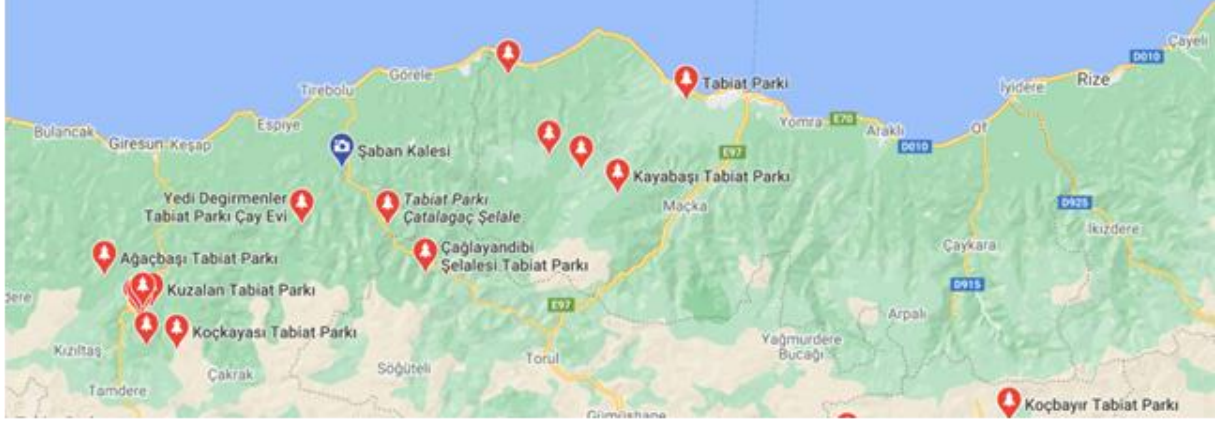 Çayeli
D010
Rize
İyidere
Görele
Tabiat Parkı
Tirebolu
Espiye
Yomra
E70
Araklı
Of
D010
Bulancak
Giresun
Keşap
Şaban Kalesi
E97
Kayabaşı Tabiat Parkı
Maçka
Yedi Degirmenler
Tabiat Parkı Çay Evi
Tabiat Parkı
Çatalagaç Şelale
D925
İkizdere
Çağlayandibi
Şelalesi Tabiat Parkı
Çaykara
Ağaçbaşı Tabiat Parkı
D915
dere
Kuzalan Tabiat Parkı
E97
Arpalı
Koçkayası Tabiat Parkı
Yağmurdere
Bucağı
Kızıltaş
Torul
Çakrak
Söğüteli
Tamdere
Koçbayır Tabiat Parkı
Gümüşhane